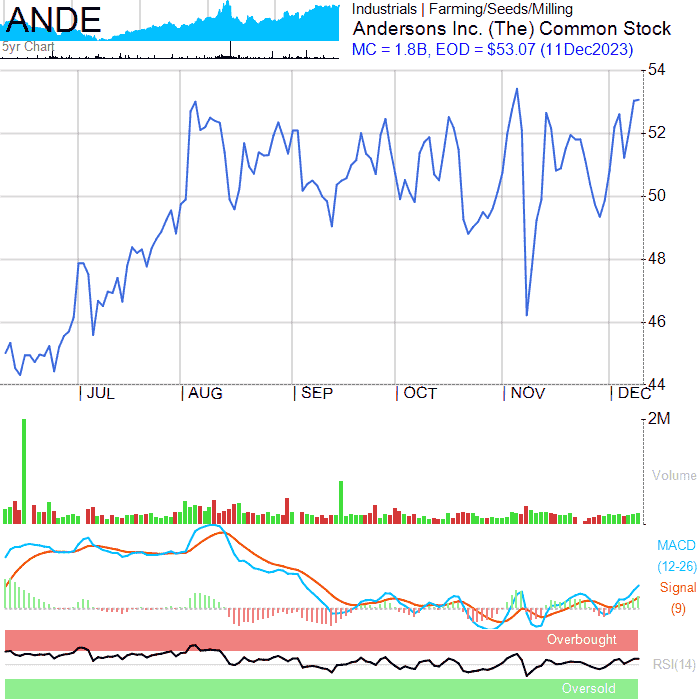 ANDE
5yr Chart
Industrials | Farming/Seeds/Milling
Andersons Inc. (The) Common Stock
MC = 1.8B, EOD = $53.07 (11Dec2023)
54
52
50
48
46
44
| JUL
| AUG
| SEP
| OCT
| NOV
| DEC
2M
Volume
MACD
(12-26)
Signal
(9)
Overbought
RSI(14)
Oversold